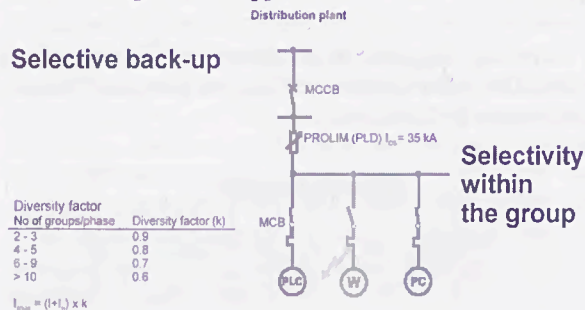 Distribution plant
Selective back-up
MCCB
PROLIM (PLD) Ics = 35 kA
Selectivity
within
the group
Diversity factor
No of groups/phase Diversity factor (k)
2 - 3 0.9
4 - 5 0.8
6 - 9 0.7
> 10 0.6
MCB
PLC W PC